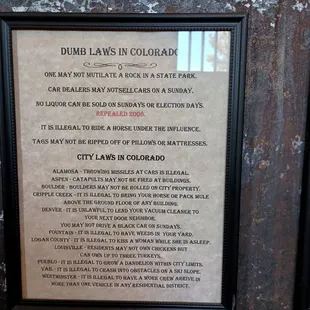 DUMB LAWS IN COLORADO
ONE MAY NOT MUTILATE A ROCK IN A STATE PARK.
CAR DEALERS MAY NOT SELL CARS ON A SUNDAY.
NO LIQUOR CAN BE SOLD ON SUNDAYS OR ELECTION DAYS.
REPEALED 2008.
IT IS ILLEGAL TO RIDE A HORSE UNDER THE INFLUENCE.
TAGS MAY NOT BE RIPPED OFF OF PILLOWS OR MATTRESSES.
CITY LAWS IN COLORADO
ALAMOSA - THROWING MISSILES AT CARS IS ILLEGAL.
ASPEN - CATAPULTS MAY NOT BE FIRED AT BUILDINGS.
BOULDER - BOULDERS MAY NOT BE ROLLED ON CITY PROPERTY.
CRIPPLE CREEK - IT IS ILLEGAL TO BRING YOUR HORSE OR PACK MULE
ABOVE THE GROUND FLOOR OF ANY BUILDING.
DENVER - IT IS UNLAWFUL TO LEND YOUR VACUUM CLEANER TO
YOUR NEXT DOOR NEIGHBOR.
YOU MAY NOT DRIVE A BLACK CAR ON SUNDAYS.
FOUNTAIN - IT IS ILLEGAL TO HAVE WEEDS IN YOUR YARD.
LOGAN COUNTY - IT IS ILLEGAL TO KISS A WOMAN WHILE SHE IS ASLEEP.
LOUISVILLE - RESIDENTS MAY NOT OWN CHICKENS BUT
CAN OWN UP TO THREE TURKEYS.
PUEBLO - IT IS ILLEGAL TO GROW A DANDELION WITHIN CITY LIMITS.
VAIL - IT IS ILLEGAL TO CRASH INTO OBSTACLES ON A SKI SLOPE.
WESTMINSTER - IT IS ILLEGAL TO HAVE A WORK CREW ARRIVE IN
MORE THAN ONE VEHICLE IN ANY RESIDENTIAL DISTRICT.